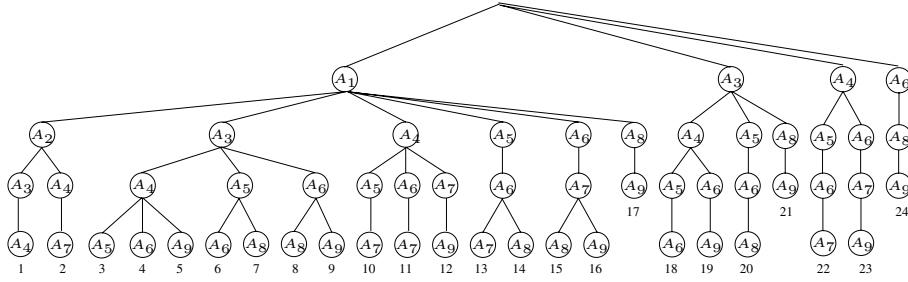 A₁ A₃ A₄ A₆
A₂ A₃ A₄ A₅ A₆ A₈ A₄ A₅ A₈ A₅ A₆ A₈
A₃ A₄ A₄ A₅ A₆ A₅ A₆ A₇ A₆ A₇ A₉ A₅ A₆ A₆ A₉ A₆ A₇ A₉
17 21 24
A₄ A₇ A₅ A₆ A₉ A₆ A₈ A₈ A₉ A₇ A₇ A₉ A₇ A₈ A₈ A₉ A₆ A₉ A₈ A₇ A₉
1 2 3 4 5 6 7 8 9 10 11 12 13 14 15 16 18 19 20 22 23